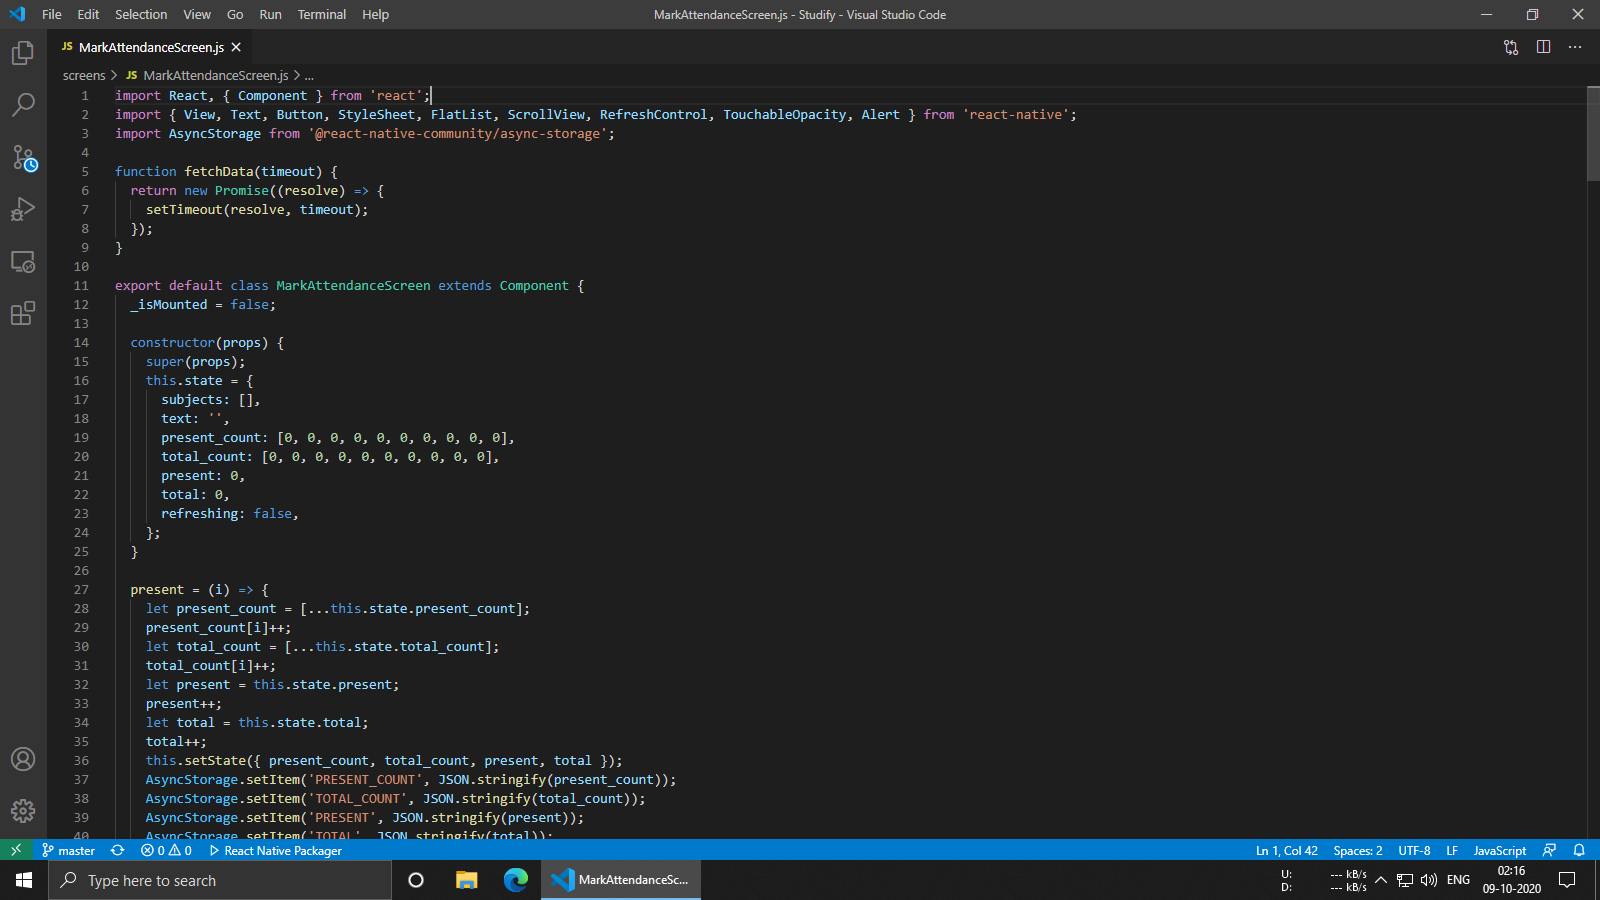 File Edit Selection View Go Run Terminal Help MarkAttendanceScreen.js - Studify - Visual Studio Code
JS MarkAttendanceScreen.js
screens > JS MarkAttendanceScreen.js > ...
1 import React, { Component } from 'react';
2 import { View, Text, Button, StyleSheet, FlatList, ScrollView, RefreshControl, TouchableOpacity, Alert } from 'react-native';
3 import AsyncStorage from '@react-native-community/async-storage';
4
5 function fetchData(timeout) {
6 return new Promise((resolve) => {
7 setTimeout(resolve, timeout);
8 });
9 }
10
11 export default class MarkAttendanceScreen extends Component {
12 _isMounted = false;
13
14 constructor(props) {
15 super(props);
16 this.state = {
17 subjects: [],
18 text: '',
19 present_count: [0, 0, 0, 0, 0, 0, 0, 0, 0, 0],
20 total_count: [0, 0, 0, 0, 0, 0, 0, 0, 0, 0],
21 present: 0,
22 total: 0,
23 refreshing: false,
24 };
25 }
26
27 present = (i) => {
28 let present_count = [...this.state.present_count];
29 present_count[i]++;
30 let total_count = [...this.state.total_count];
31 total_count[i]++;
32 let present = this.state.present;
33 present++;
34 let total = this.state.total;
35 total++;
36 this.setState({ present_count, total_count, present, total });
37 AsyncStorage.setItem('PRESENT_COUNT', JSON.stringify(present_count));
38 AsyncStorage.setItem('TOTAL_COUNT', JSON.stringify(total_count));
39 AsyncStorage.setItem('PRESENT', JSON.stringify(present));
40 AsyncStorage.setItem('TOTAL', JSON.stringify(total));
master 0 0 React Native Packager Ln 1, Col 42 Spaces: 2 UTF-8 LF JavaScript
Type here to search MarkAttendanceSc... U: --- kB/s ENG 02:16
D: --- kB/s 09-10-2020